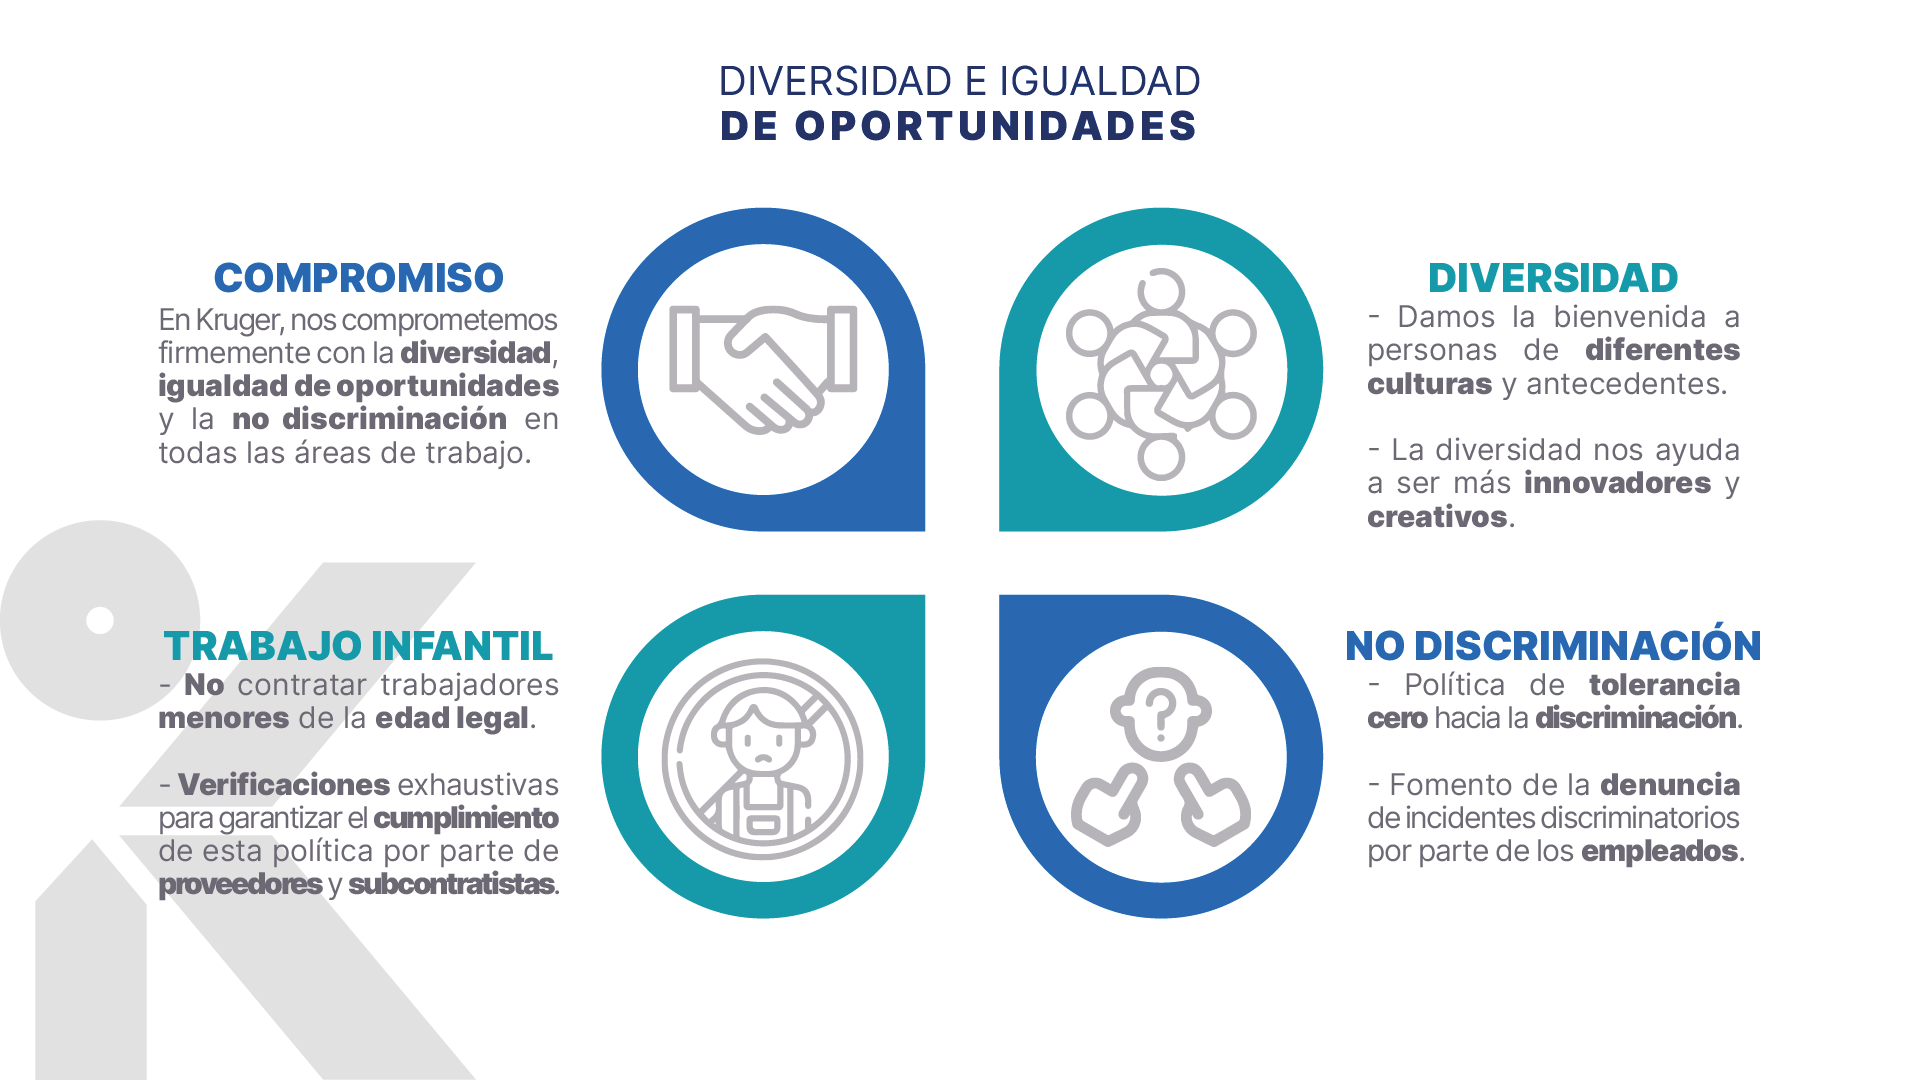 DIVERSIDAD E IGUALDAD
DE OPORTUNIDADES
COMPROMISO
En Kruger, nos comprometemos
firmemente con la diversidad,
igualdad de oportunidades
y la no discriminación en
todas las áreas de trabajo.
DIVERSIDAD
- Damos la bienvenida a
personas de diferentes
culturas y antecedentes.
- La diversidad nos ayuda
a ser más innovadores y
creativos.
TRABAJO INFANTIL
- No contratar trabajadores
menores de la edad legal.
- Verificaciones exhaustivas
para garantizar el cumplimiento
de esta política por parte de
proveedores y subcontratistas.
NO DISCRIMINACIÓN
- Política de tolerancia
cero hacia la discriminación.
- Fomento de la denuncia
de incidentes discriminatorios
por parte de los empleados.
?